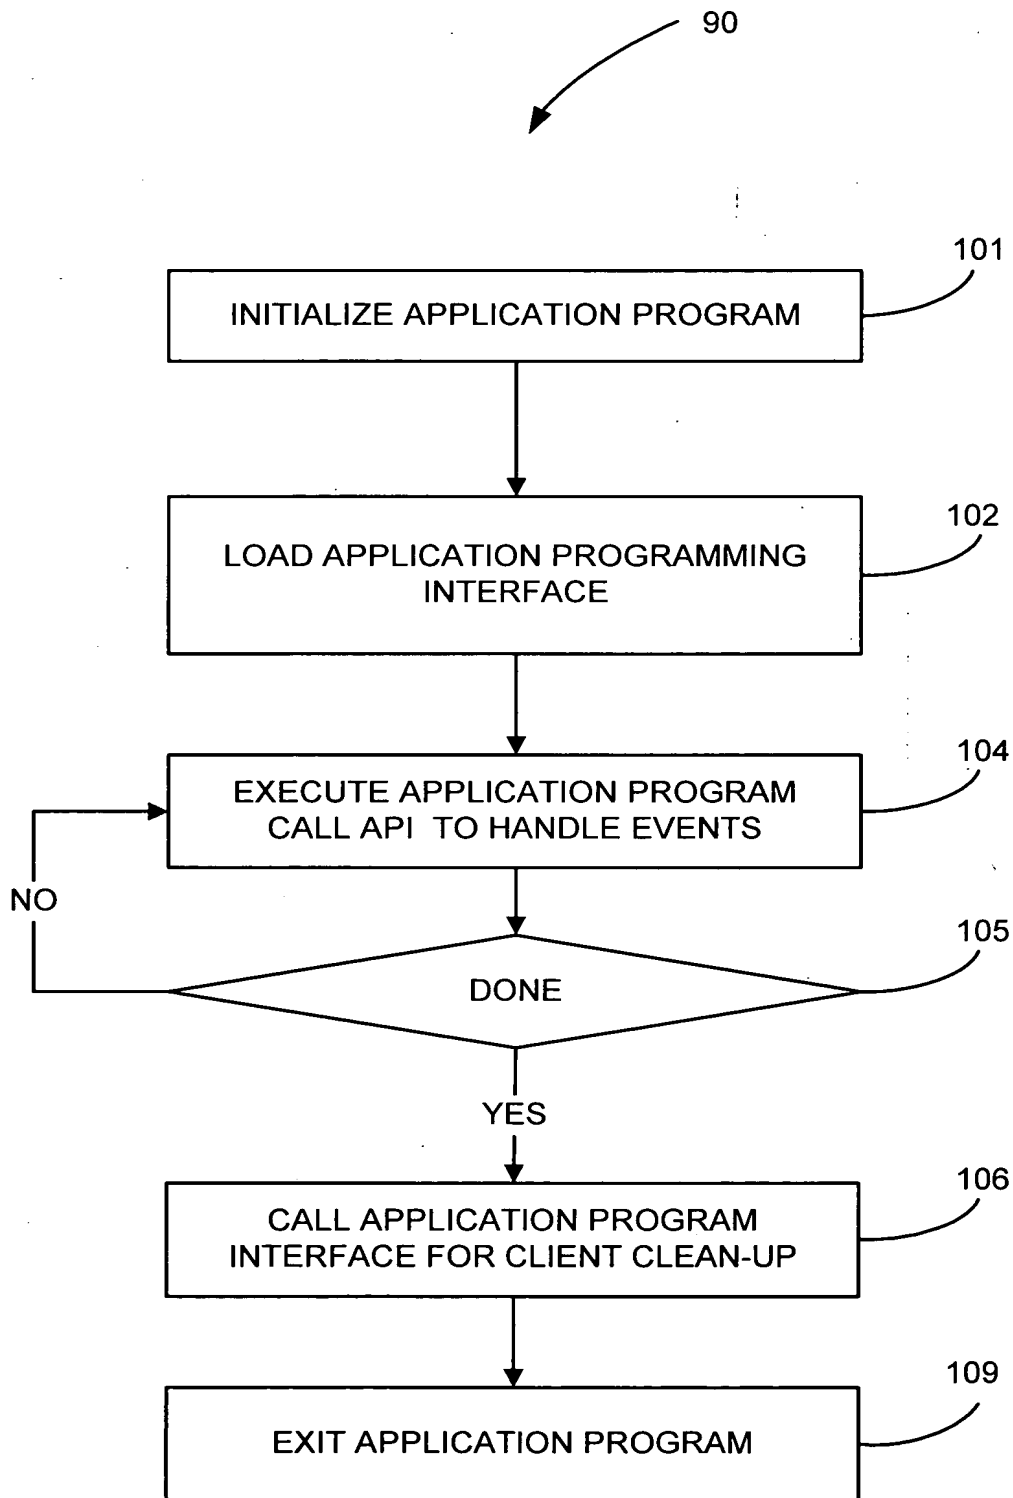 90
101
INITIALIZE APPLICATION PROGRAM
102
LOAD APPLICATION PROGRAMMING
INTERFACE
104
EXECUTE APPLICATION PROGRAM
CALL API TO HANDLE EVENTS
NO
105
DONE
YES
106
CALL APPLICATION PROGRAM
INTERFACE FOR CLIENT CLEAN-UP
109
EXIT APPLICATION PROGRAM